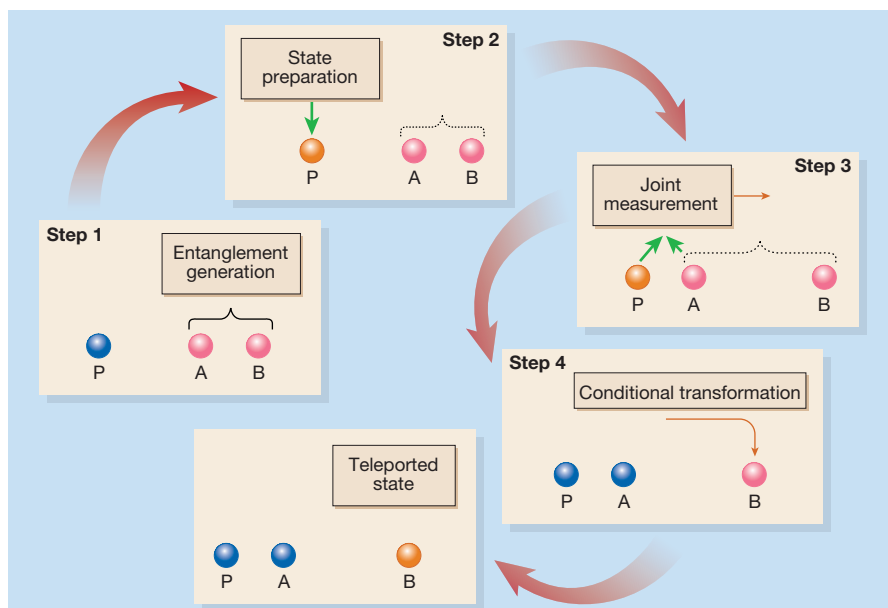 Step 1
Entanglement
generation
P
A
B
Step 2
State
preparation
P
A
B
Step 3
Joint
measurement
P
A
B
Step 4
Conditional transformation
P
A
B
Teleported
state
P
A
B